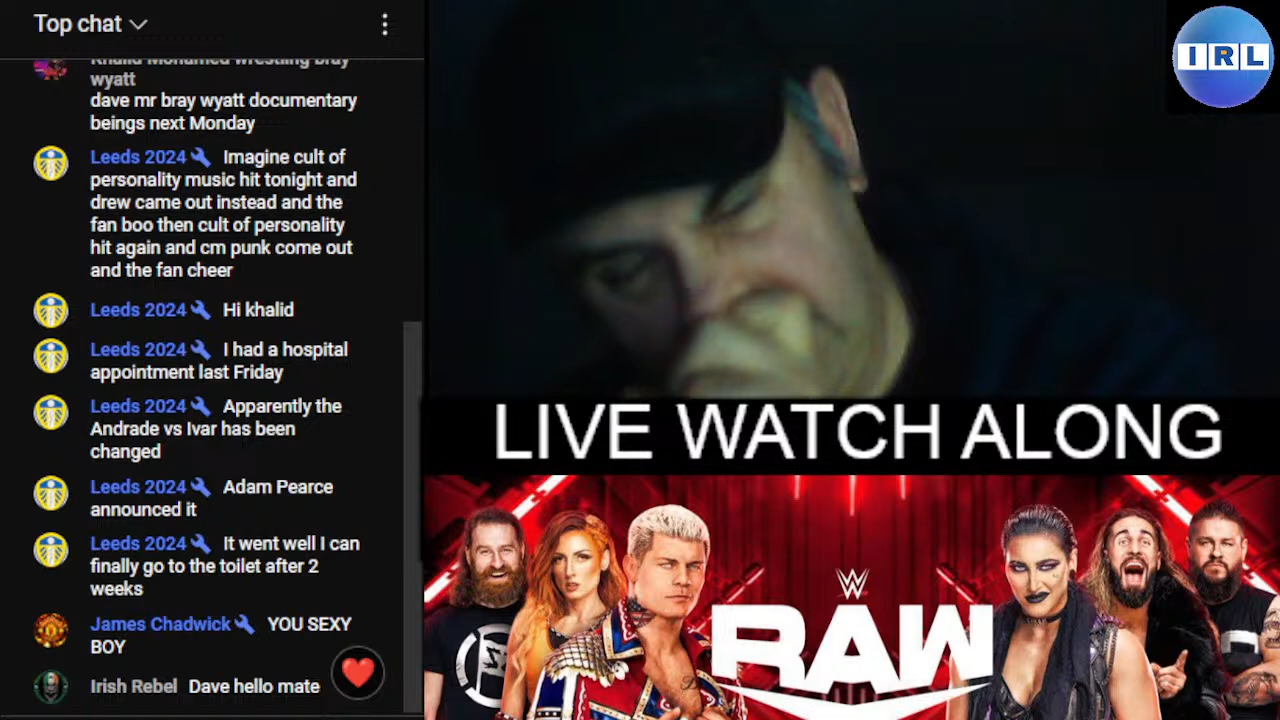 Top chat
Khalid Mohamed wrestling bray
wyatt
dave mr bray wyatt documentary
beings next Monday
Leeds 2024 Imagine cult of
personality music hit tonight and
drew came out instead and the
fan boo then cult of personality
hit again and cm punk come out
and the fan cheer
Leeds 2024 Hi khalid
Leeds 2024 I had a hospital
appointment last Friday
Leeds 2024 Apparently the
Andrade vs Ivar has been
changed
Leeds 2024 Adam Pearce
announced it
Leeds 2024 It went well I can
finally go to the toilet after 2
weeks
James Chadwick YOU SEXY
BOY
Irish Rebel Dave hello mate
IRL
LIVE WATCH ALONG
W
RAW